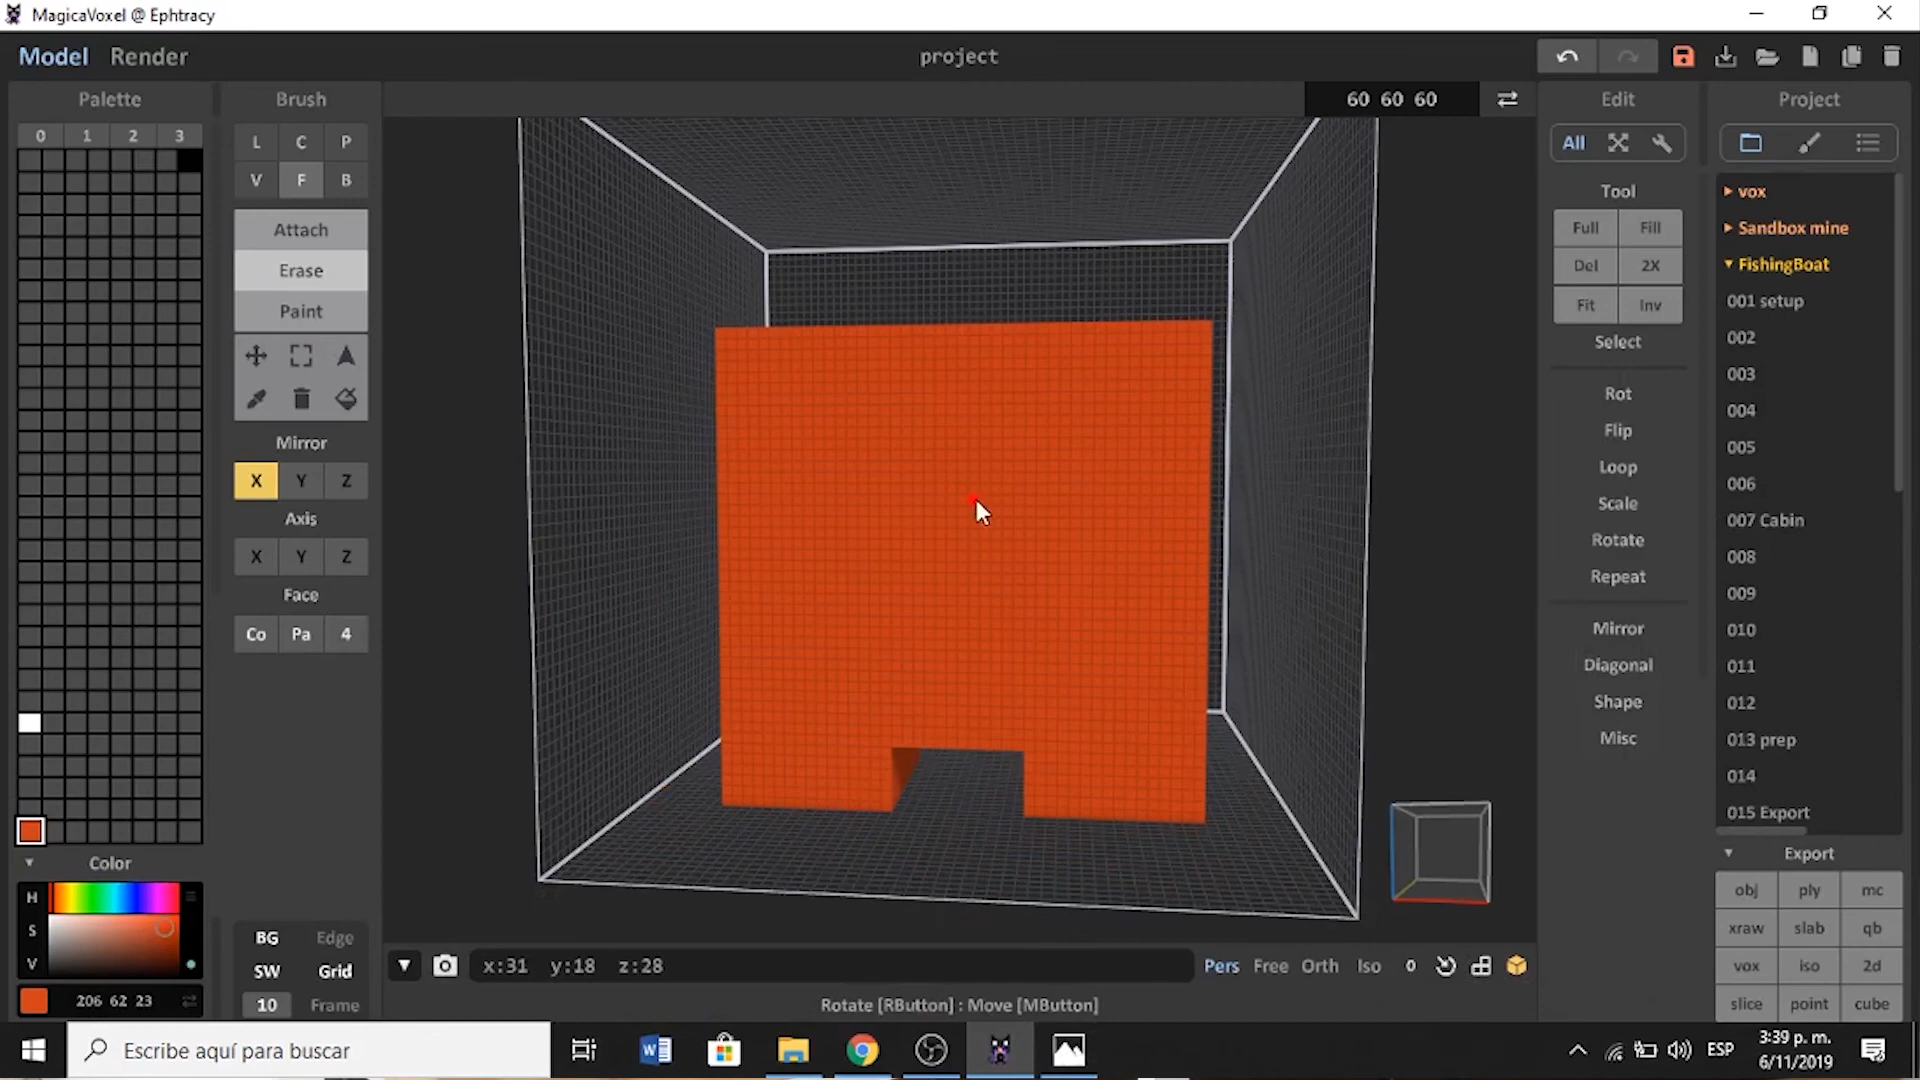 MagicaVoxel @ Ephtracy
Model Render
project
Palette
0 1 2 3
Brush
L C P
V F B
Attach
Erase
Paint
Mirror
X Y Z
Axis
X Y Z
Face
Co Pa 4
Color
H
S
V
206 62 23
BG Edge
SW Grid
10 Frame
60 60 60
x:31 y:18 z:28
Pers Free Orth Iso 0
Rotate [RButton] : Move [MButton]
Edit
All
Tool
Full Fill
Del 2X
Fit Inv
Select
Rot
Flip
Loop
Scale
Rotate
Repeat
Mirror
Diagonal
Shape
Misc
Project
vox
Sandbox mine
FishingBoat
001 setup
002
003
004
005
006
007 Cabin
008
009
010
011
012
013 prep
014
015 Export
Export
obj ply mc
xraw slab qb
vox iso 2d
slice point cube
Escribe aquí para buscar
ESP
3:39 p. m.
6/11/2019